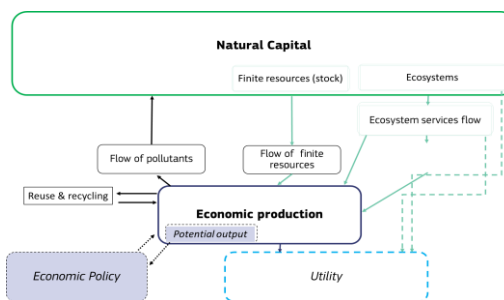 Natural Capital
Finite resources (stock)
Ecosystems
Ecosystem services flow
Flow of pollutants
Flow of finite
resources
Reuse & recycling
Economic production
Potential output
Economic Policy
Utility